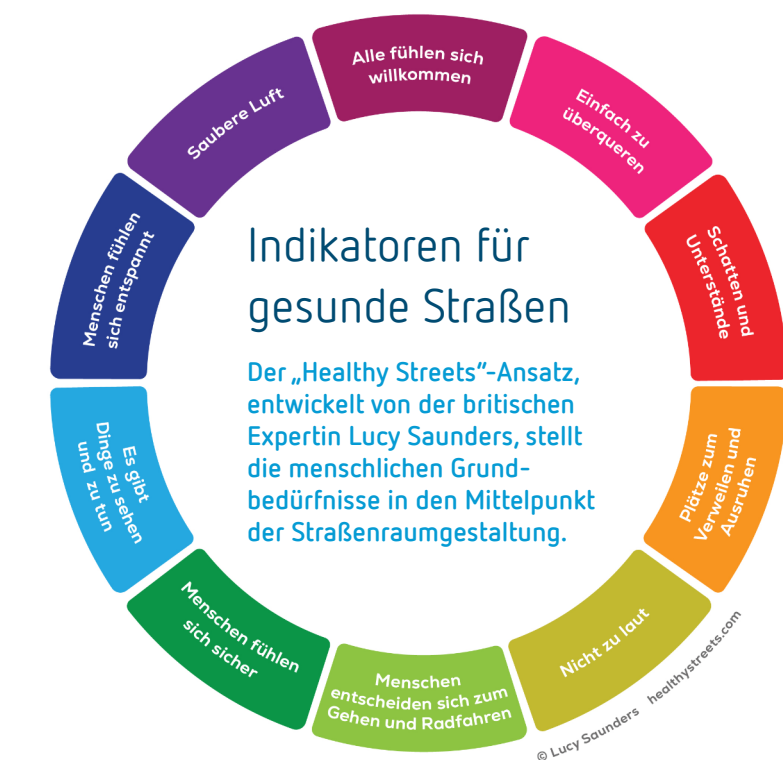 Alle fühlen sich
willkommen
Einfach zu
überqueren
Schatten und
Unterstände
Plätze zum
Verweilen und
Ausruhen
Nicht zu laut
Menschen
entscheiden sich zum
Gehen und Radfahren
Menschen fühlen
sich sicher
Es gibt
Dinge zu sehen
und zu tun
Menschen fühlen
sich entspannt
Saubere Luft
Indikatoren für
gesunde Straßen
Der „Healthy Streets“-Ansatz,
entwickelt von der britischen
Expertin Lucy Saunders, stellt
die menschlichen Grund-
bedürfnisse in den Mittelpunkt
der Straßenraumgestaltung.
© Lucy Saunders healthystreets.com